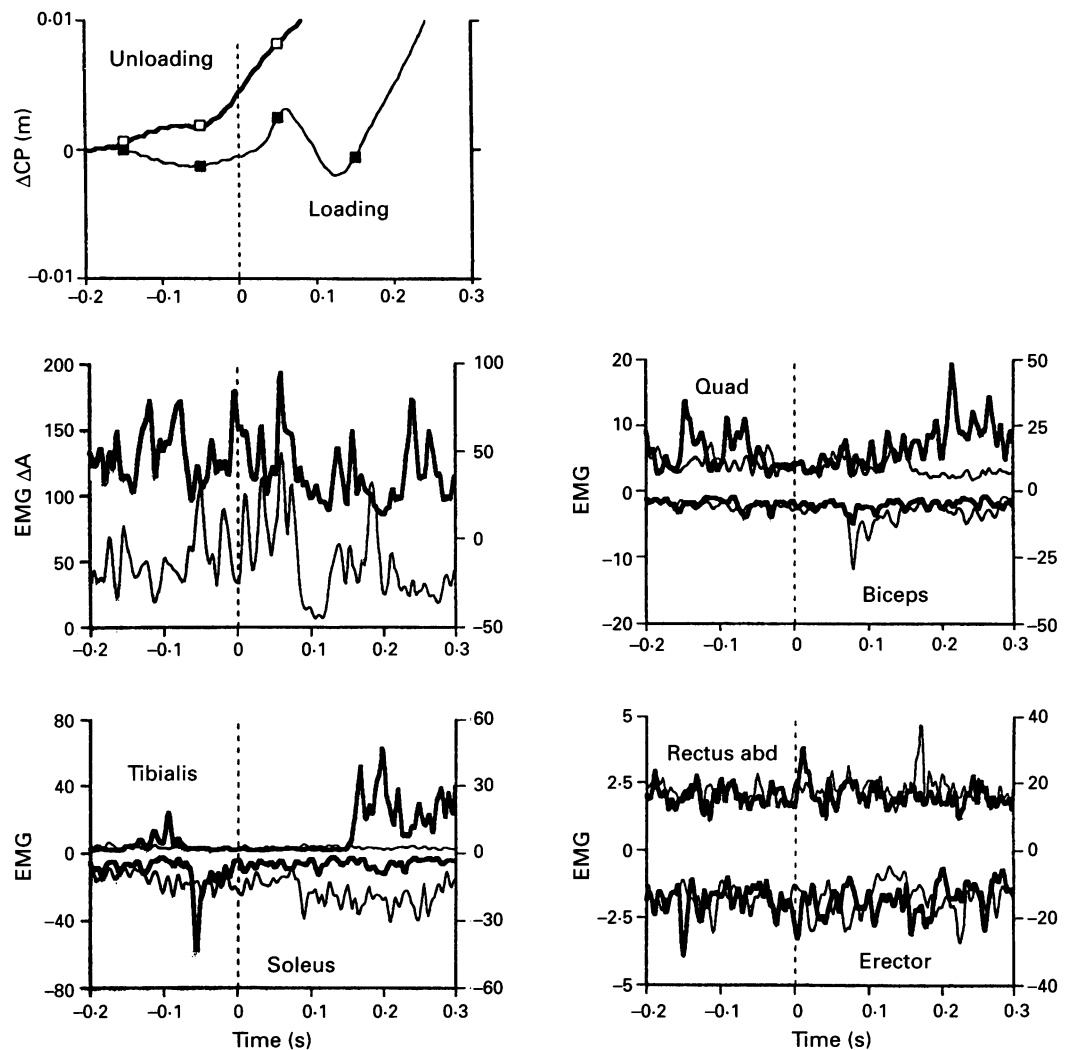 0·01
Unloading
ΔCP (m)
0
Loading
−0·01
−0·2 −0·1 0 0·1 0·2 0·3
200 100
150 50
EMG ΔA
100 0
50
0 −50
−0·2 −0·1 0 0·1 0·2 0·3
20 50
Quad
10 25
EMG
0 0
−10 −25
Biceps
−20 −50
−0·2 −0·1 0 0·1 0·2 0·3
80 60
Tibialis
40 30
EMG
0 0
−40 −30
Soleus
−80 −60
−0·2 −0·1 0 0·1 0·2 0·3
Time (s)
5 40
Rectus abd
2·5 20
EMG
0 0
−2·5 −20
Erector
−5 −40
−0·2 −0·1 0 0·1 0·2 0·3
Time (s)